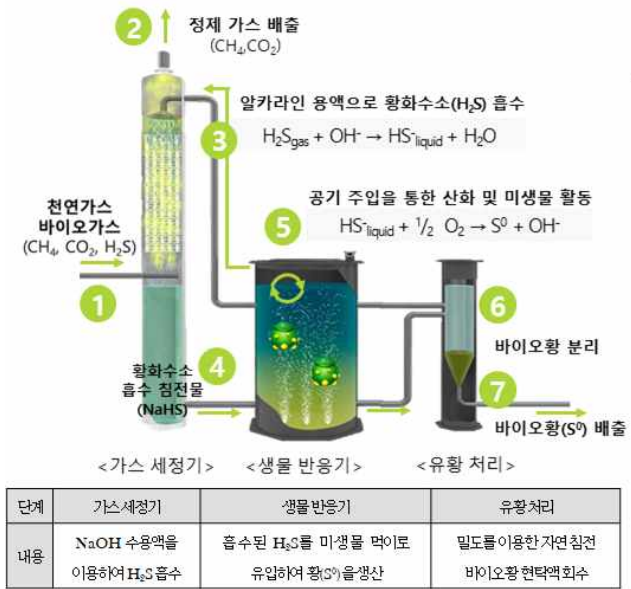 2
정제 가스 배출
(CH₄,CO₂)
알카라인 용액으로 황화수소(H₂S) 흡수
3
H₂Sgas + OH⁻ → HS⁻liquid + H₂O
공기 주입을 통한 산화 및 미생물 활동
5
HS⁻liquid + ½ O₂ → S⁰ + OH⁻
천연가스
바이오가스
(CH₄, CO₂, H₂S)
1
6
바이오황 분리
황화수소
흡수 침전물
(NaHS)
4
7
바이오황(S⁰) 배출
<가스 세정기>
<생물 반응기>
<유황 처리>
단계 가스세정기 생물반응기 유황처리
내용 NaOH 수용액을 흡수된 H₂S를 미생물 먹이로 밀도를이용한자연침전
이용하여H₂S흡수 유입하여 황(S⁰)을생산 바이오황현탁액회수